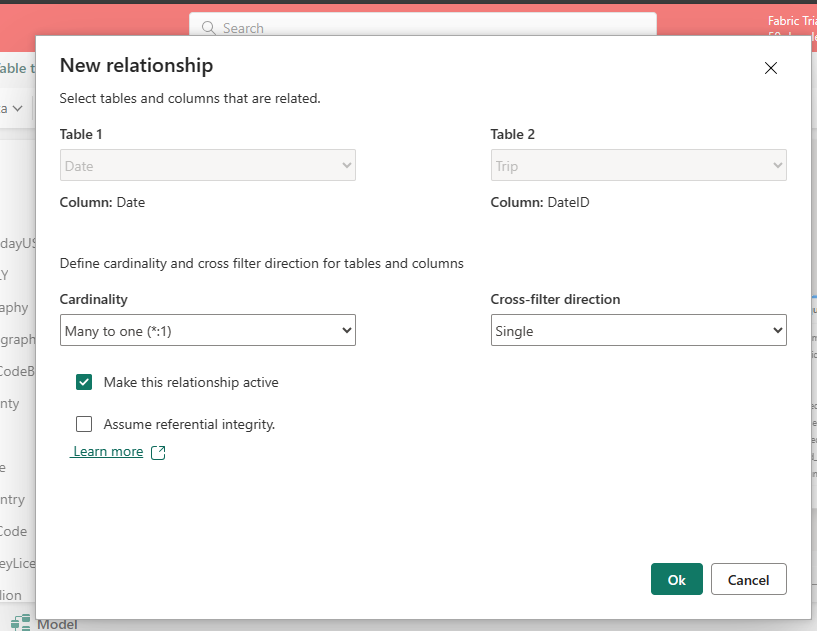 Search
Fabric Tria
able t
New relationship
Select tables and columns that are related.
Table 1
Table 2
Date
Trip
Column: Date
Column: DateID
Define cardinality and cross filter direction for tables and columns
Cardinality
Cross-filter direction
Many to one (*:1)
Single
Make this relationship active
Assume referential integrity.
Learn more
Ok
Cancel
a
dayUS
LY
aphy
graph
CodeB
nty
e
ntry
Code
eyLice
lion
Model